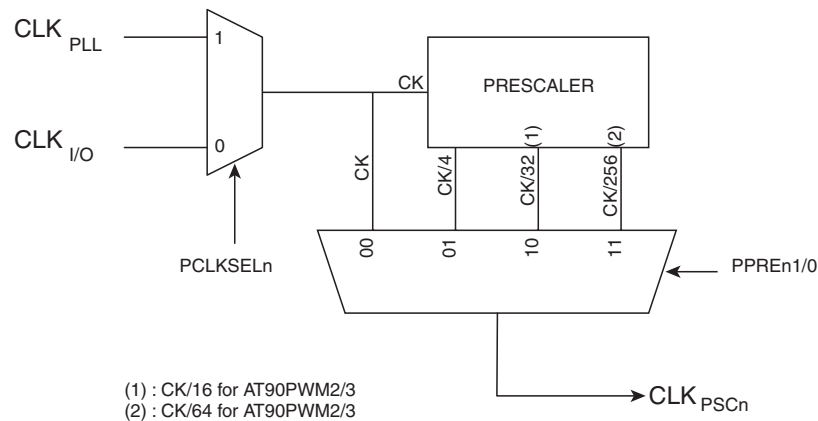 CLK PLL
1
CK
PRESCALER
(1)
(2)
CLK I/O
0
CK
CK/4
CK/32
CK/256
00
01
10
11
PCLKSELn
PPREn1/0
(1) : CK/16 for AT90PWM2/3
(2) : CK/64 for AT90PWM2/3
CLK PSCn